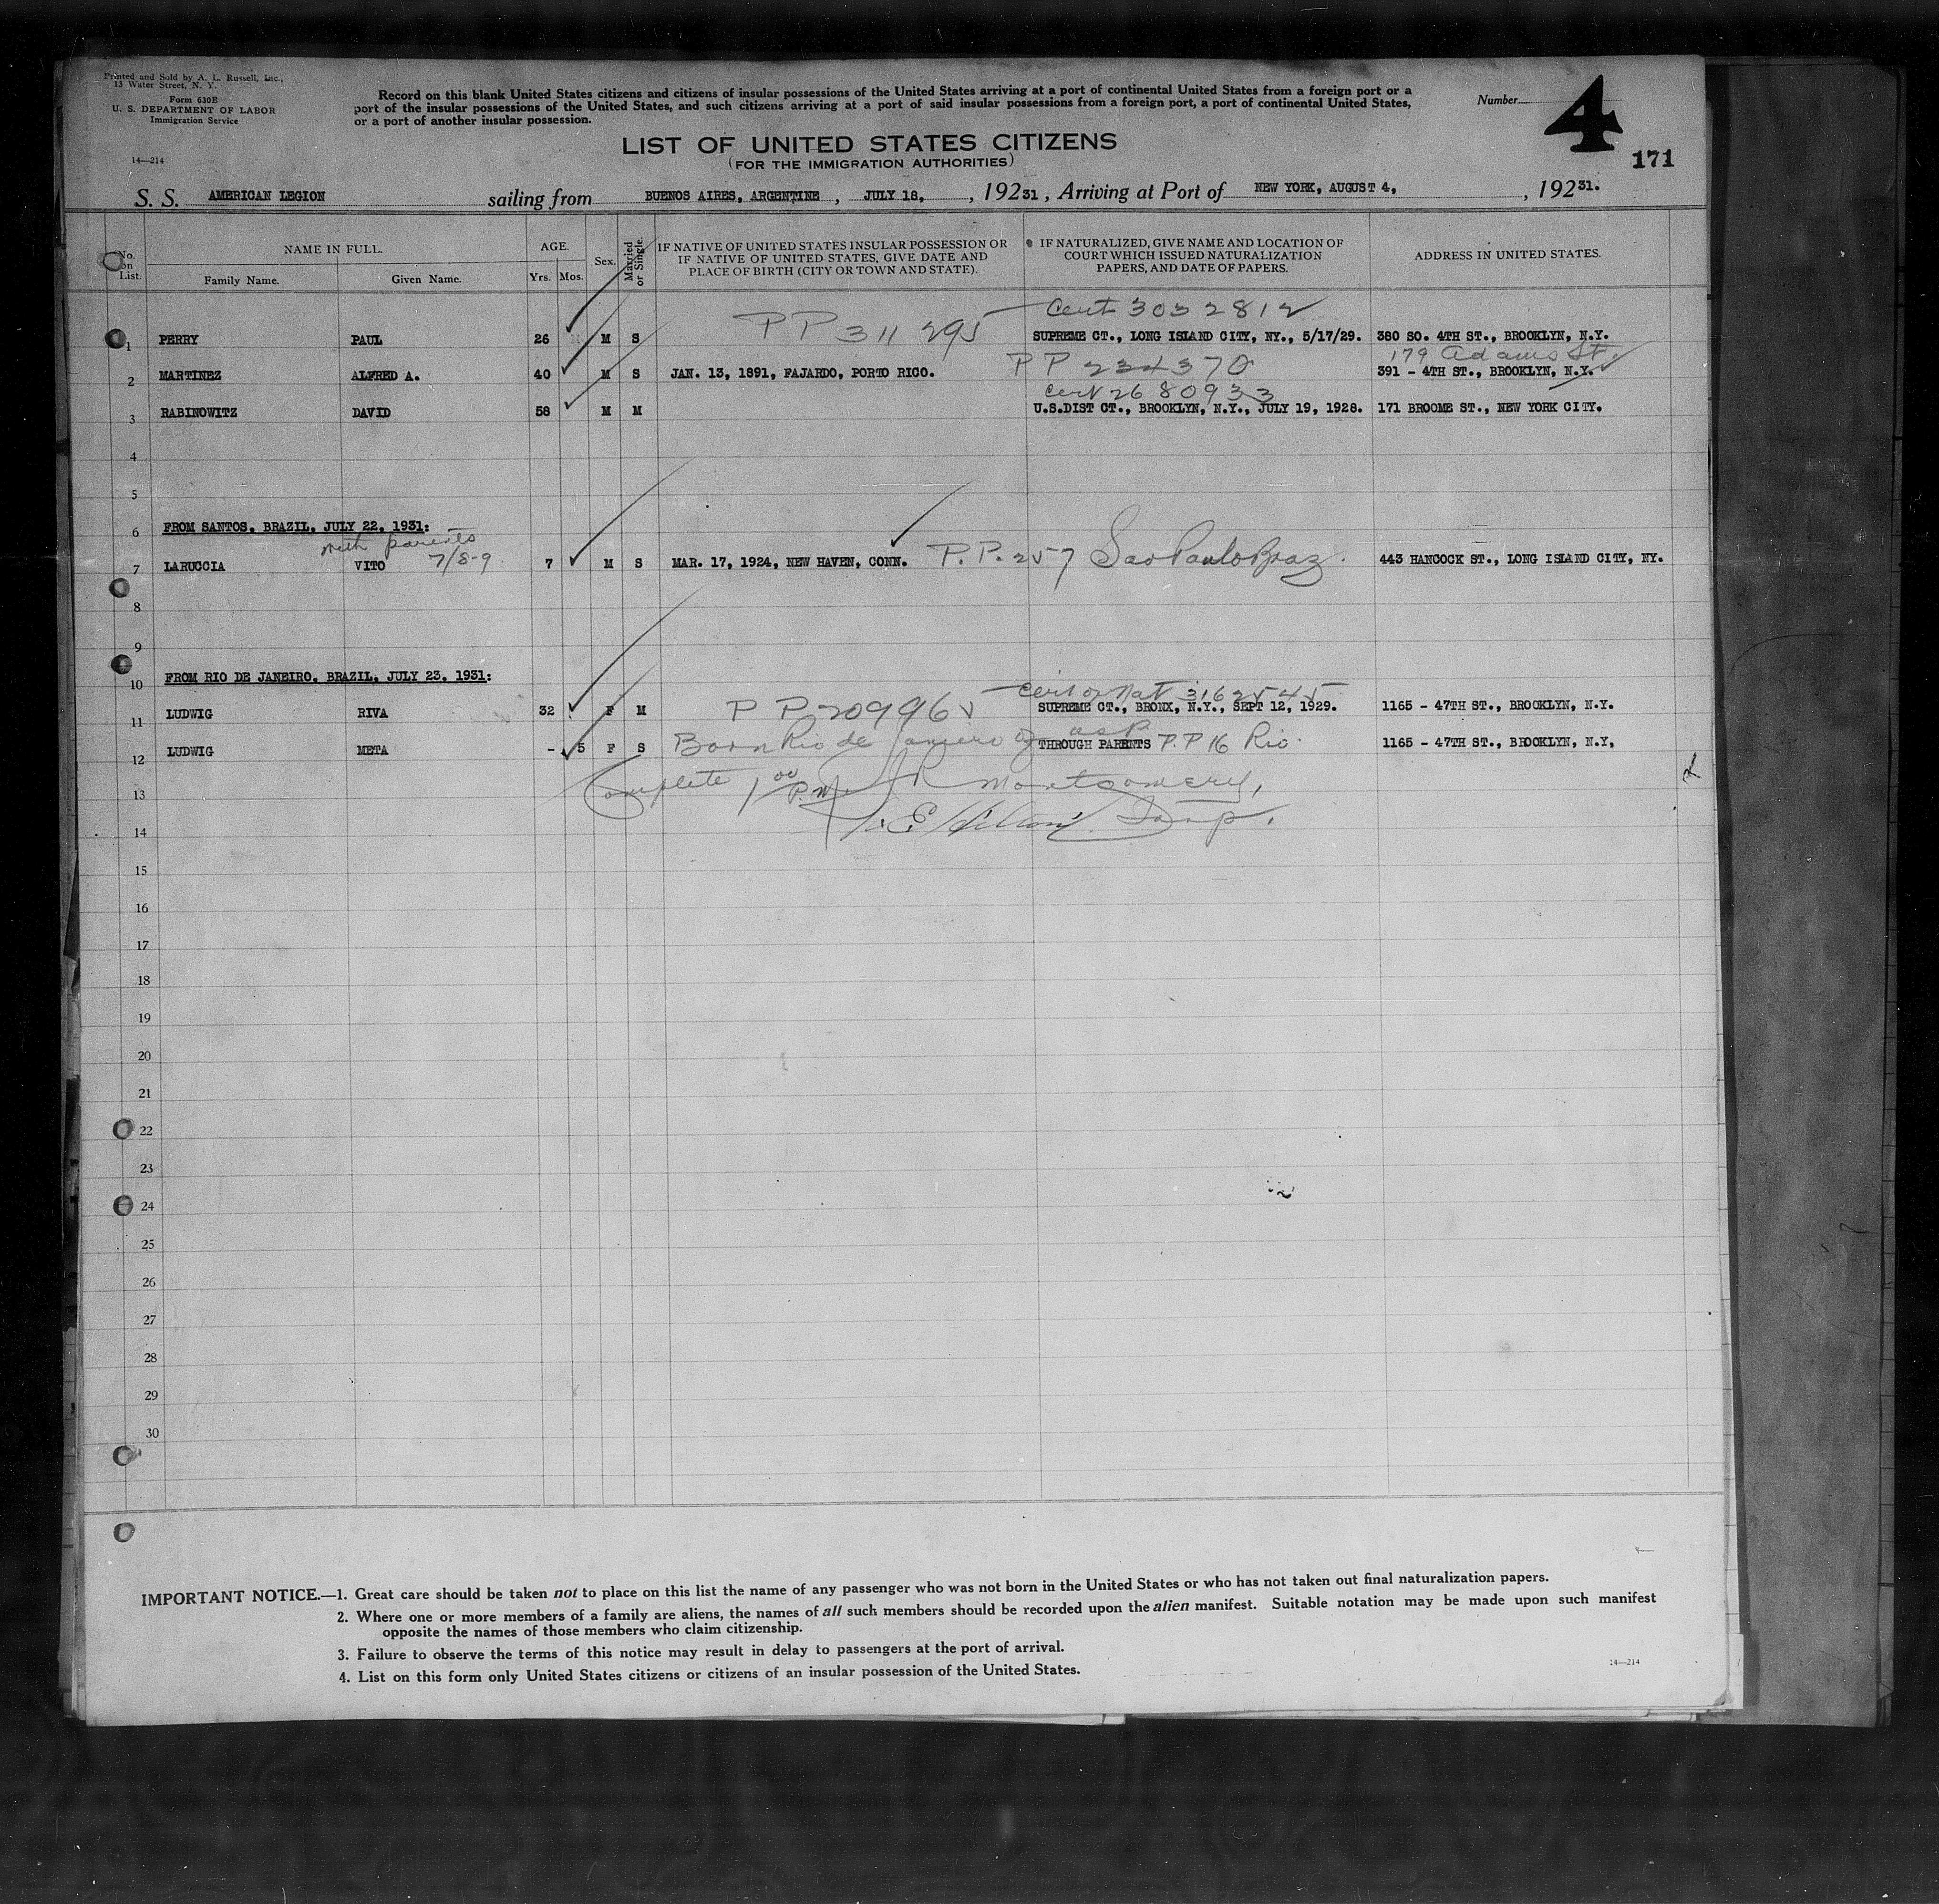 Printed and Sold by A. L. Russell, Inc.,
13 Water Street, N. Y.
Form 630E
U. S. DEPARTMENT OF LABOR
Immigration Service
14—214
Record on this blank United States citizens and citizens of insular possessions of the United States arriving at a port of continental United States from a foreign port or a
port of the insular possessions of the United States, and such citizens arriving at a port of said insular possessions from a foreign port, a port of continental United States,
or a port of another insular possession.
Number
4
171
LIST OF UNITED STATES CITIZENS
(FOR THE IMMIGRATION AUTHORITIES)
S. S. AMERICAN LEGION sailing from BUENOS AIRES, ARGENTINE , JULY 18, , 19231 , Arriving at Port of NEW YORK, AUGUST 4, , 19231.
No. on List. NAME IN FULL. Family Name. Given Name. AGE. Yrs. Mos. Sex. Married or Single. IF NATIVE OF UNITED STATES INSULAR POSSESSION OR IF NATIVE OF UNITED STATES, GIVE DATE AND PLACE OF BIRTH (CITY OR TOWN AND STATE). IF NATURALIZED, GIVE NAME AND LOCATION OF COURT WHICH ISSUED NATURALIZATION PAPERS, AND DATE OF PAPERS. ADDRESS IN UNITED STATES.
Cert 3032812
1 PERRY PAUL 26 M S PP 311 295 SUPREME CT., LONG ISLAND CITY, NY., 5/17/29. 380 SO. 4TH ST., BROOKLYN, N.Y.
PP 234370 179 Adams St.
2 MARTINEZ ALFRED A. 40 M S JAN. 13, 1891, FAJARDO, PORTO RICO. 391 - 4TH ST., BROOKLYN, N.Y.
Cert 2680933
3 RABINOWITZ DAVID 58 M M U.S.DIST CT., BROOKLYN, N.Y., JULY 19, 1928. 171 BROOME ST., NEW YORK CITY.
4
5
6 FROM SANTOS, BRAZIL, JULY 22, 1931:
with parents
7/8-9
7 LARUCCIA VITO 7 M S MAR. 17, 1924, NEW HAVEN, CONN. P.P. 257 Sao Paulo Braz. 443 HANCOCK ST., LONG ISLAND CITY, NY.
8
9
10 FROM RIO DE JANEIRO, BRAZIL, JULY 23, 1931:
Cert of Nat 3162545
11 LUDWIG RIVA 32 F M PP 209965 SUPREME CT., BRONX, N.Y., SEPT 12, 1929. 1165 - 47TH ST., BROOKLYN, N.Y.
12 LUDWIG META - 5 F S Born Rio de Janiero of THROUGH PARENTS P.P 16 Rio. 1165 - 47TH ST., BROOKLYN, N.Y,
13 Complete 1 00 P.M. Montgomery,
14 Insp.
15
16
17
18
19
20
21
22
23
24
25
26
27
28
29
30
IMPORTANT NOTICE.—1. Great care should be taken not to place on this list the name of any passenger who was not born in the United States or who has not taken out final naturalization papers.
2. Where one or more members of a family are aliens, the names of all such members should be recorded upon the alien manifest. Suitable notation may be made upon such manifest
opposite the names of those members who claim citizenship.
3. Failure to observe the terms of this notice may result in delay to passengers at the port of arrival.
4. List on this form only United States citizens or citizens of an insular possession of the United States.
14—214